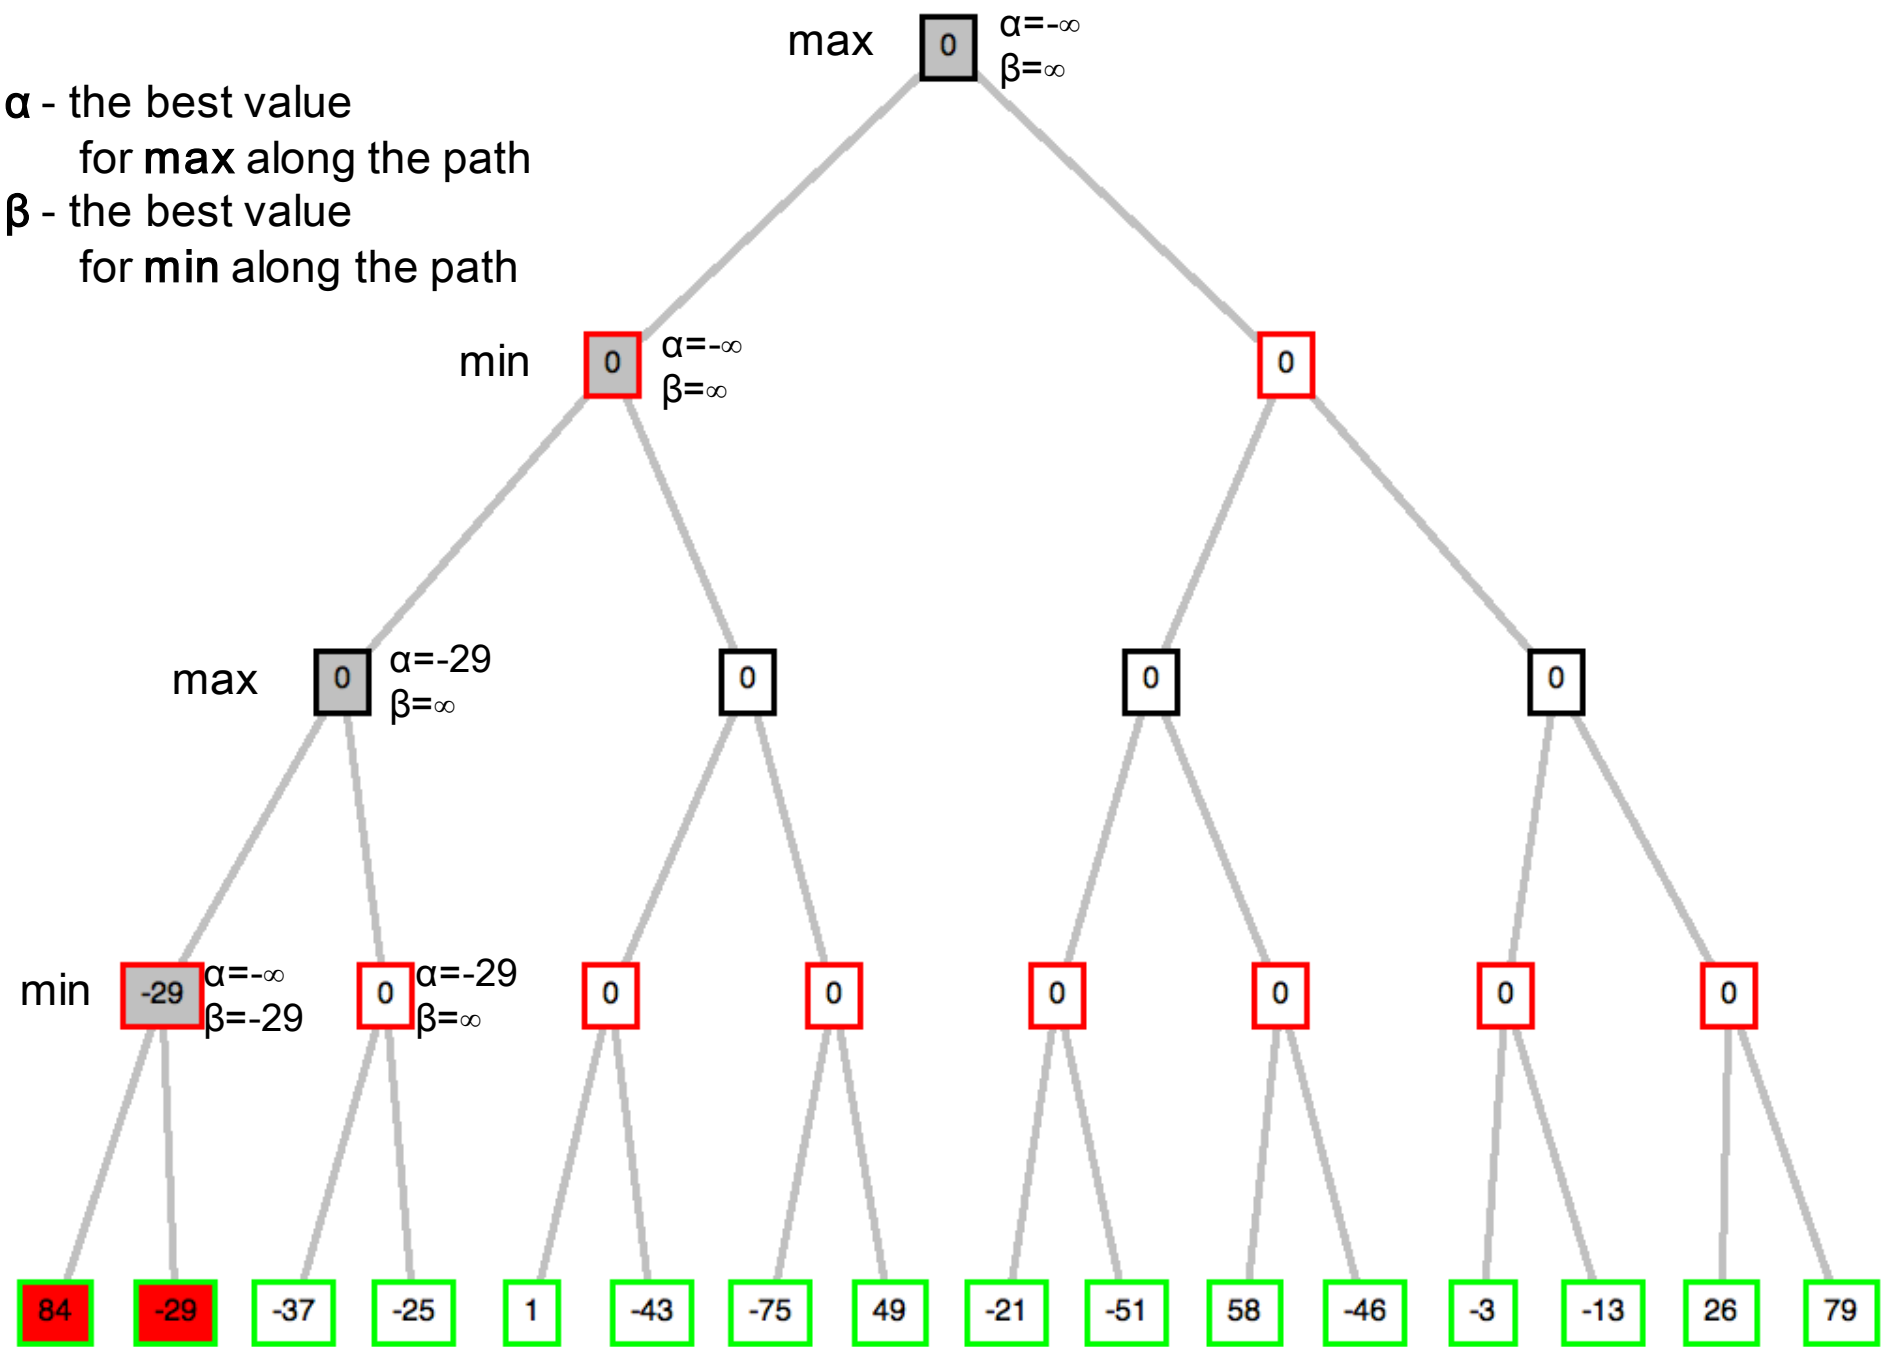 max 0 α=-∞
β=∞
α - the best value
for max along the path
β - the best value
for min along the path
min 0 α=-∞ 0
β=∞
max 0 α=-29 0 0 0
β=∞
min -29 α=-∞ 0 α=-29 0 0 0 0 0 0
β=-29 β=∞
84 -29 -37 -25 1 -43 -75 49 -21 -51 58 -46 -3 -13 26 79